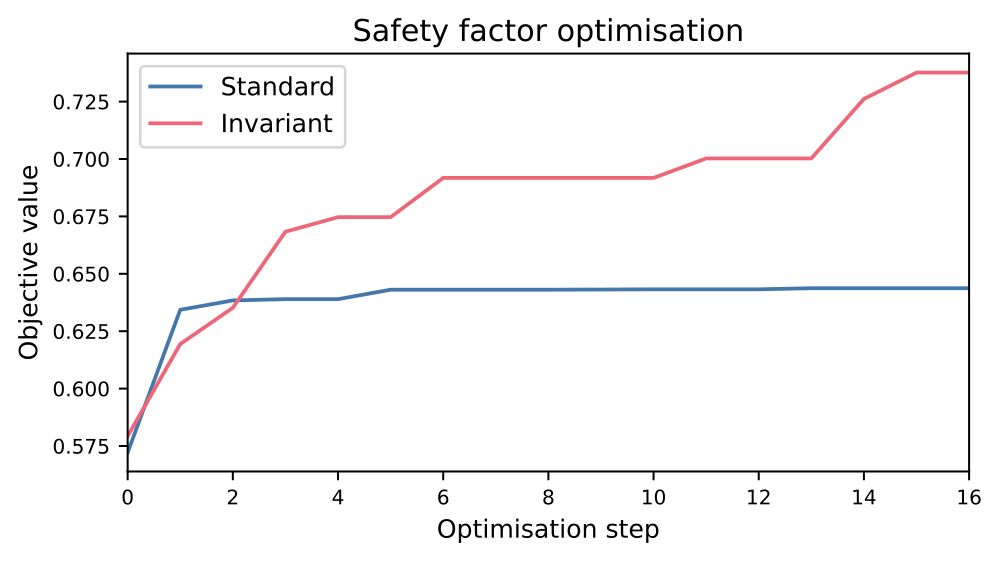 Safety factor optimisation
Standard
Invariant
Objective value
0.725
0.700
0.675
0.650
0.625
0.600
0.575
0 2 4 6 8 10 12 14 16
Optimisation step